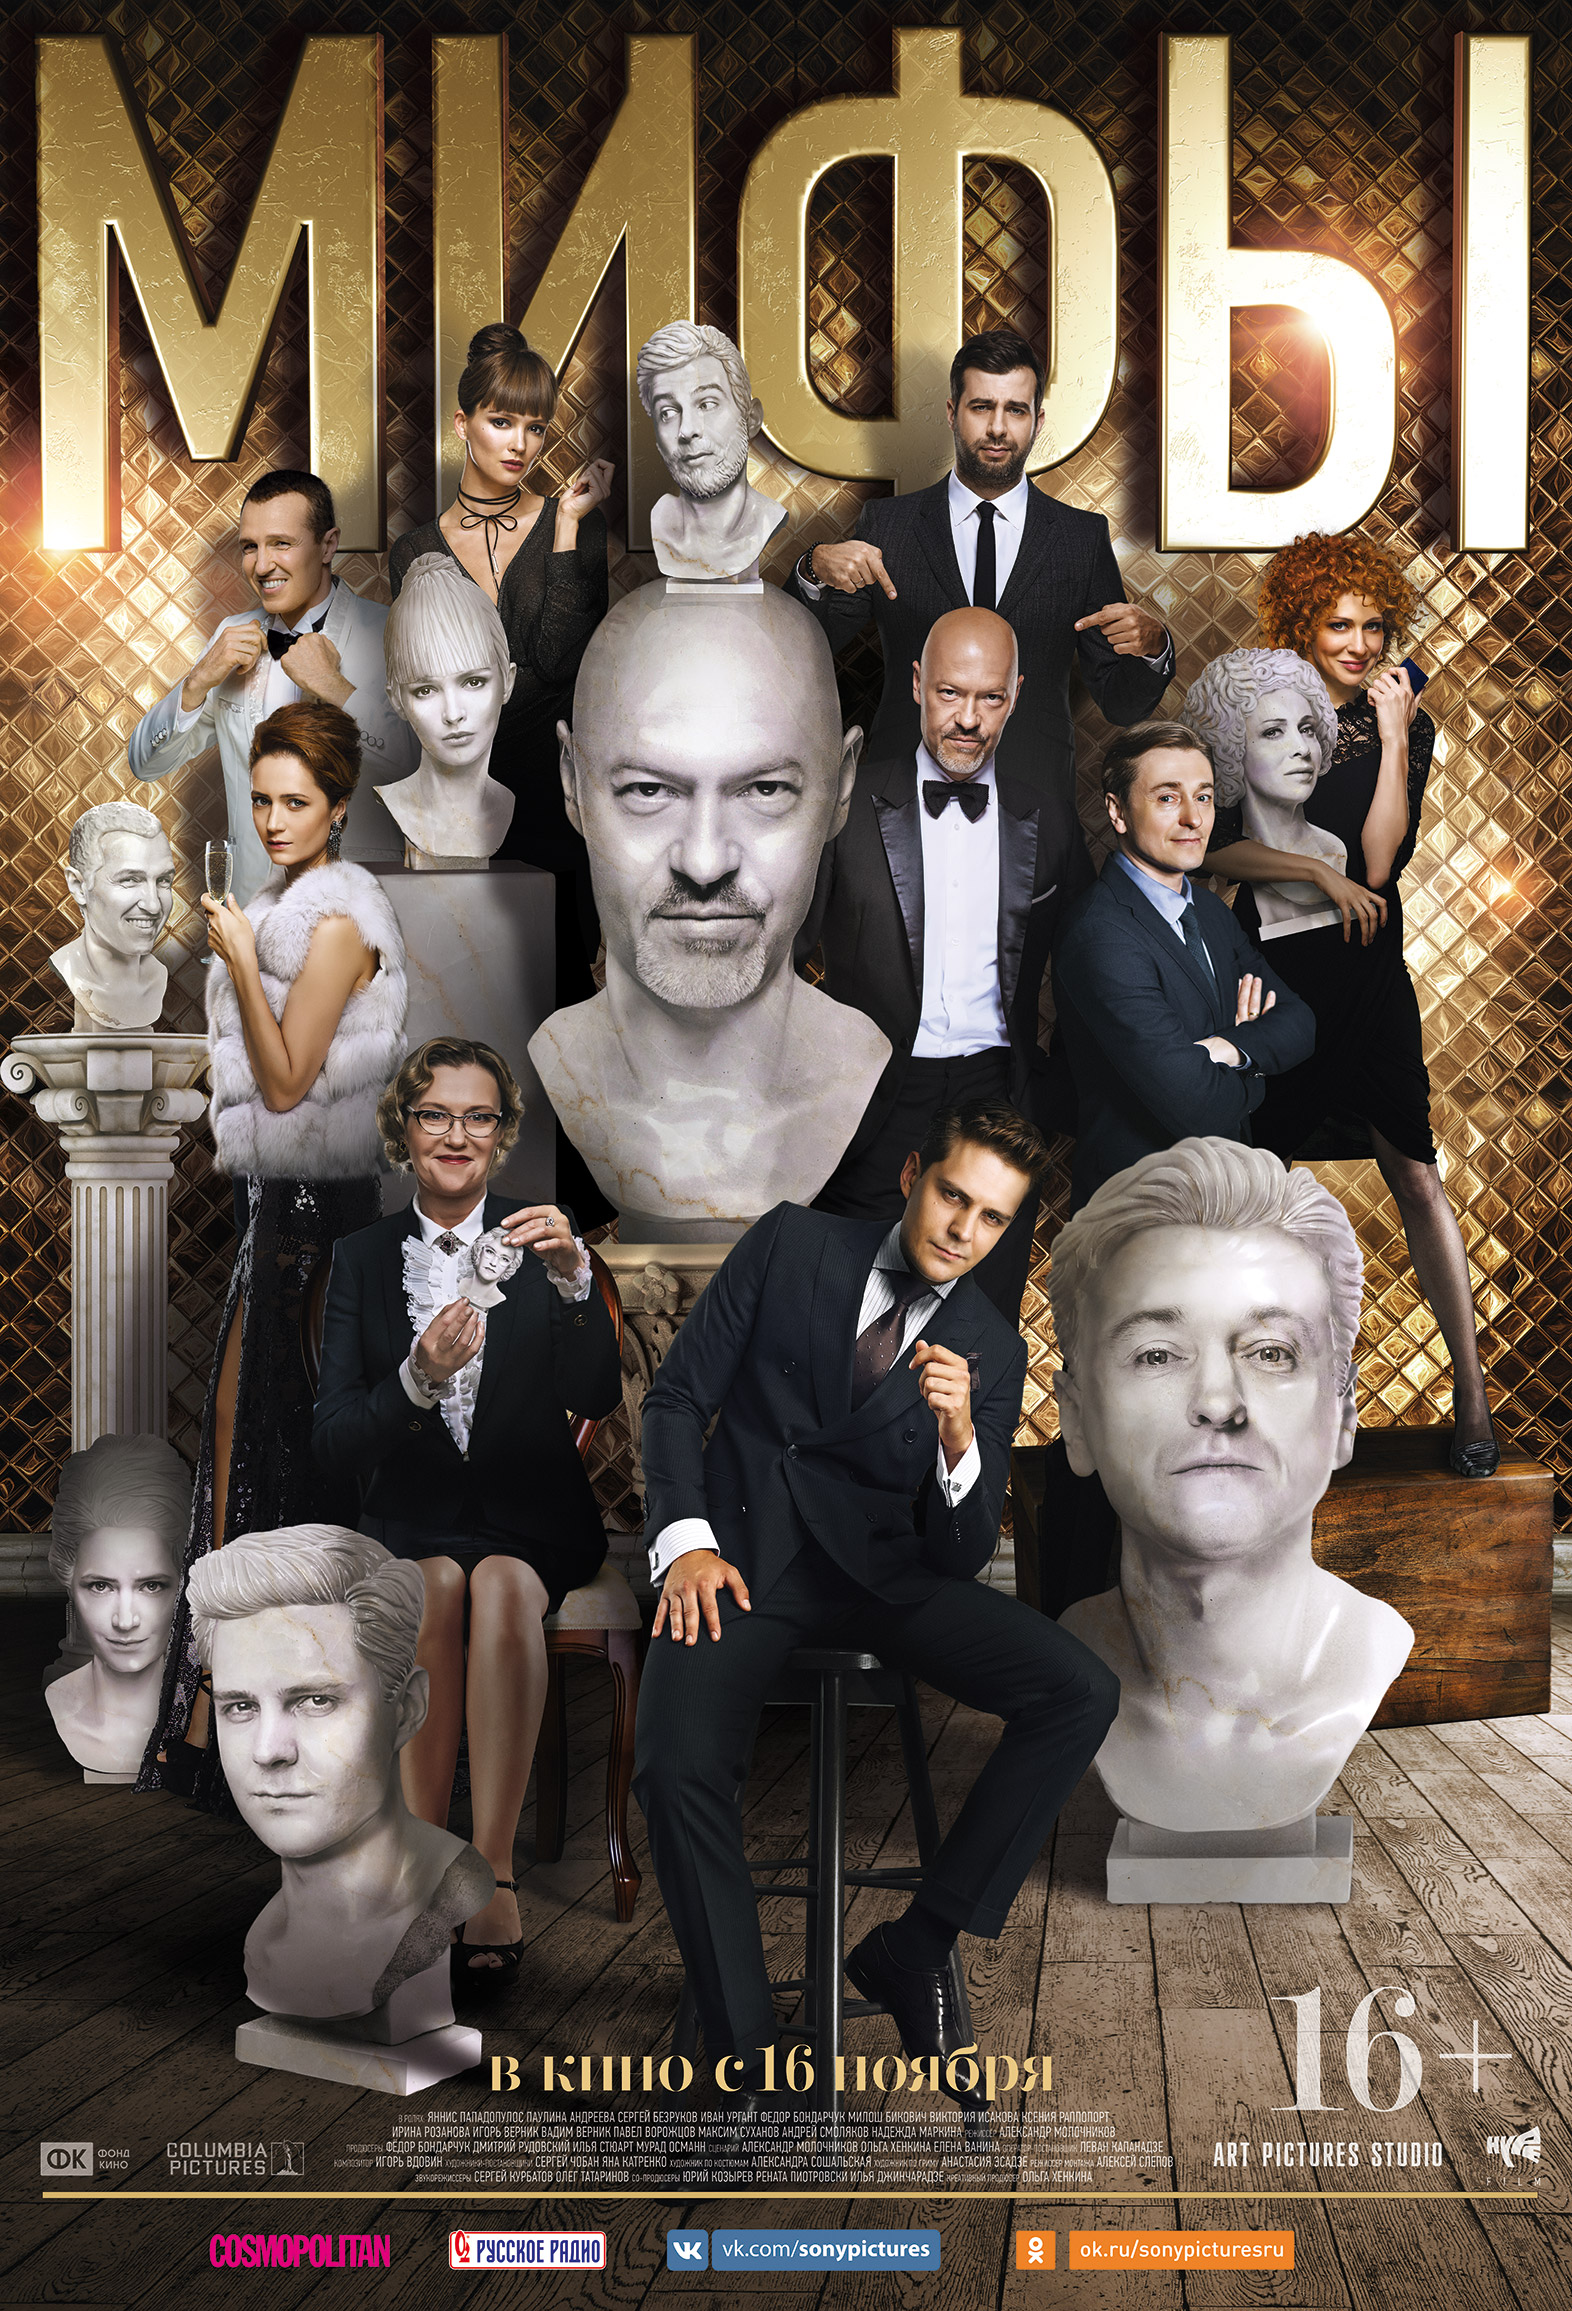 МИФЫ
в кино с 16 ноября
16+
В РОЛЯХ ЯННИС ПАПАДОПУЛОС ПАУЛИНА АНДРЕЕВА СЕРГЕЙ БЕЗРУКОВ ИВАН УРГАНТ ФЕДОР БОНДАРЧУК МИЛОШ БИКОВИЧ ВИКТОРИЯ ИСАКОВА КСЕНИЯ РАППОПОРТ
ИРИНА РОЗАНОВА ИГОРЬ ВЕРНИК ВАДИМ ВЕРНИК ПАВЕЛ ВОРОЖЦОВ МАКСИМ СУХАНОВ АНДРЕЙ СМОЛЯКОВ НАДЕЖДА МАРКИНА РЕЖИССЕР АЛЕКСАНДР МОЛОЧНИКОВ
ПРОДЮСЕРЫ ФЁДОР БОНДАРЧУК ДМИТРИЙ РУДОВСКИЙ ИЛЬЯ СТЮАРТ МУРАД ОСМАНН СЦЕНАРИЙ АЛЕКСАНДР МОЛОЧНИКОВ ОЛЬГА ХЕНКИНА ЕЛЕНА ВАНИНА ОПЕРАТОР-ПОСТАНОВЩИК ЛЕВАН КАПАНАДЗЕ
КОМПОЗИТОР ИГОРЬ ВДОВИН ХУДОЖНИКИ-ПОСТАНОВЩИКИ СЕРГЕЙ ЧОБАН ЯНА КАТРЕНКО ХУДОЖНИК ПО КОСТЮМАМ АЛЕКСАНДРА СОШАЛЬСКАЯ ХУДОЖНИК ПО ГРИМУ АНАСТАСИЯ ЭСАДЗЕ РЕЖИССЕР МОНТАЖА АЛЕКСЕЙ СЛЕПОВ
ЗВУКОРЕЖИССЕРЫ СЕРГЕЙ КУРБАТОВ ОЛЕГ ТАТАРИНОВ СО-ПРОДЮСЕРЫ ЮРИЙ КОЗЫРЕВ РЕНАТА ПИОТРОВСКИ ИЛЬЯ ДЖИНЧАРАДЗЕ КРЕАТИВНЫЙ ПРОДЮСЕР ОЛЬГА ХЕНКИНА
ФК ФОНД КИНО
COLUMBIA PICTURES
ART PICTURES STUDIO
HYPE FILM
COSMOPOLITAN
РУССКОЕ РАДИО
vk.com/sonypictures
ok.ru/sonypicturesru